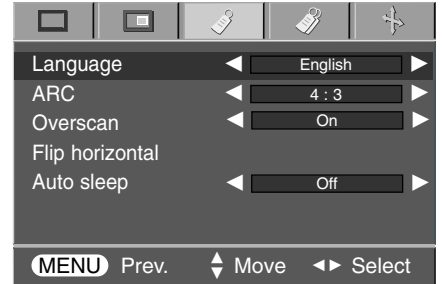 Language English
ARC 4 : 3
Overscan On
Flip horizontal
Auto sleep Off
MENU Prev. Move Select